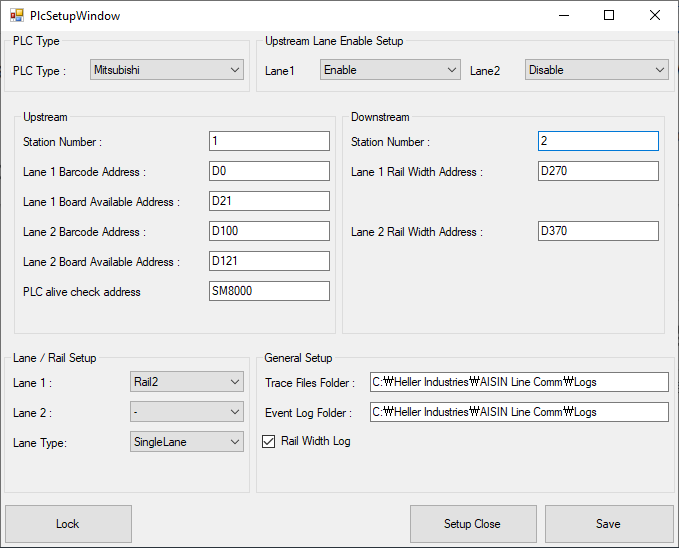 PlcSetupWindow
PLC Type
PLC Type :
Mitsubishi
Upstream Lane Enable Setup
Lane1
Enable
Lane2
Disable
Upstream
Station Number :
1
Lane 1 Barcode Address :
D0
Lane 1 Board Available Address :
D21
Lane 2 Barcode Address :
D100
Lane 2 Board Available Address :
D121
PLC alive check address
SM8000
Downstream
Station Number :
2
Lane 1 Rail Width Address :
D270
Lane 2 Rail Width Address :
D370
Lane / Rail Setup
Lane 1 :
Rail2
Lane 2 :
-
Lane Type:
SingleLane
General Setup
Trace Files Folder :
C:₩Heller Industries₩AISIN Line Comm₩Logs
Event Log Folder :
C:₩Heller Industries₩AISIN Line Comm₩Logs
Rail Width Log
Lock
Setup Close
Save